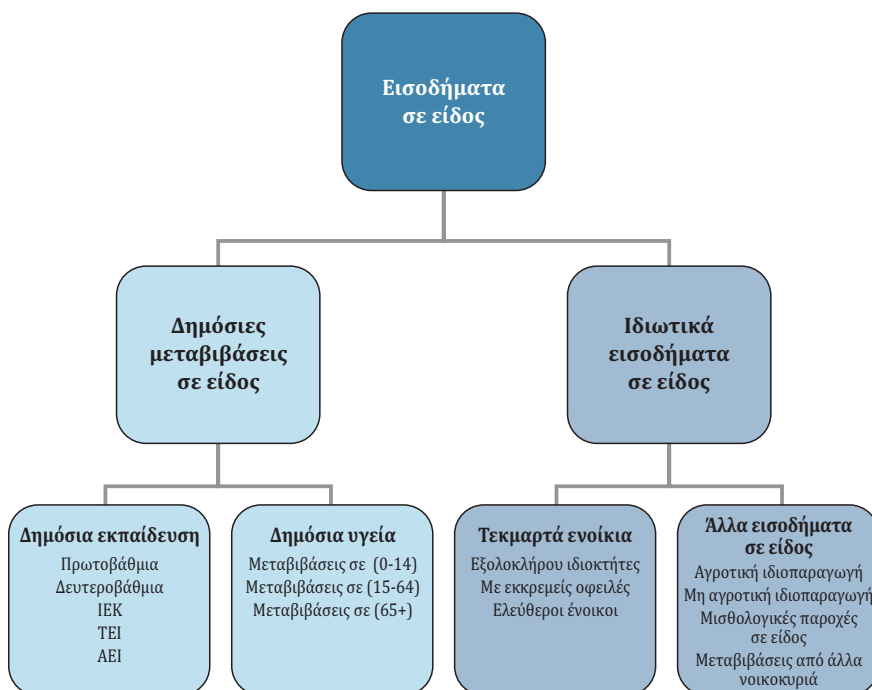 Εισοδήματα
σε είδος
Δημόσιες
μεταβιβάσεις
σε είδος
Ιδιωτικά
εισοδήματα
σε είδος
Δημόσια εκπαίδευση
Πρωτοβάθμια
Δευτεροβάθμια
ΙΕΚ
ΤΕΙ
ΑΕΙ
Δημόσια υγεία
Μεταβιβάσεις σε (0-14)
Μεταβιβάσεις σε (15-64)
Μεταβιβάσεις σε (65+)
Τεκμαρτά ενοίκια
Εξολοκλήρου ιδιοκτήτες
Με εκκρεμείς οφειλές
Ελεύθεροι ένοικοι
Άλλα εισοδήματα
σε είδος
Αγροτική ιδιοπαραγωγή
Μη αγροτική ιδιοπαραγωγή
Μισθολογικές παροχές
σε είδος
Μεταβιβάσεις από άλλα
νοικοκυριά